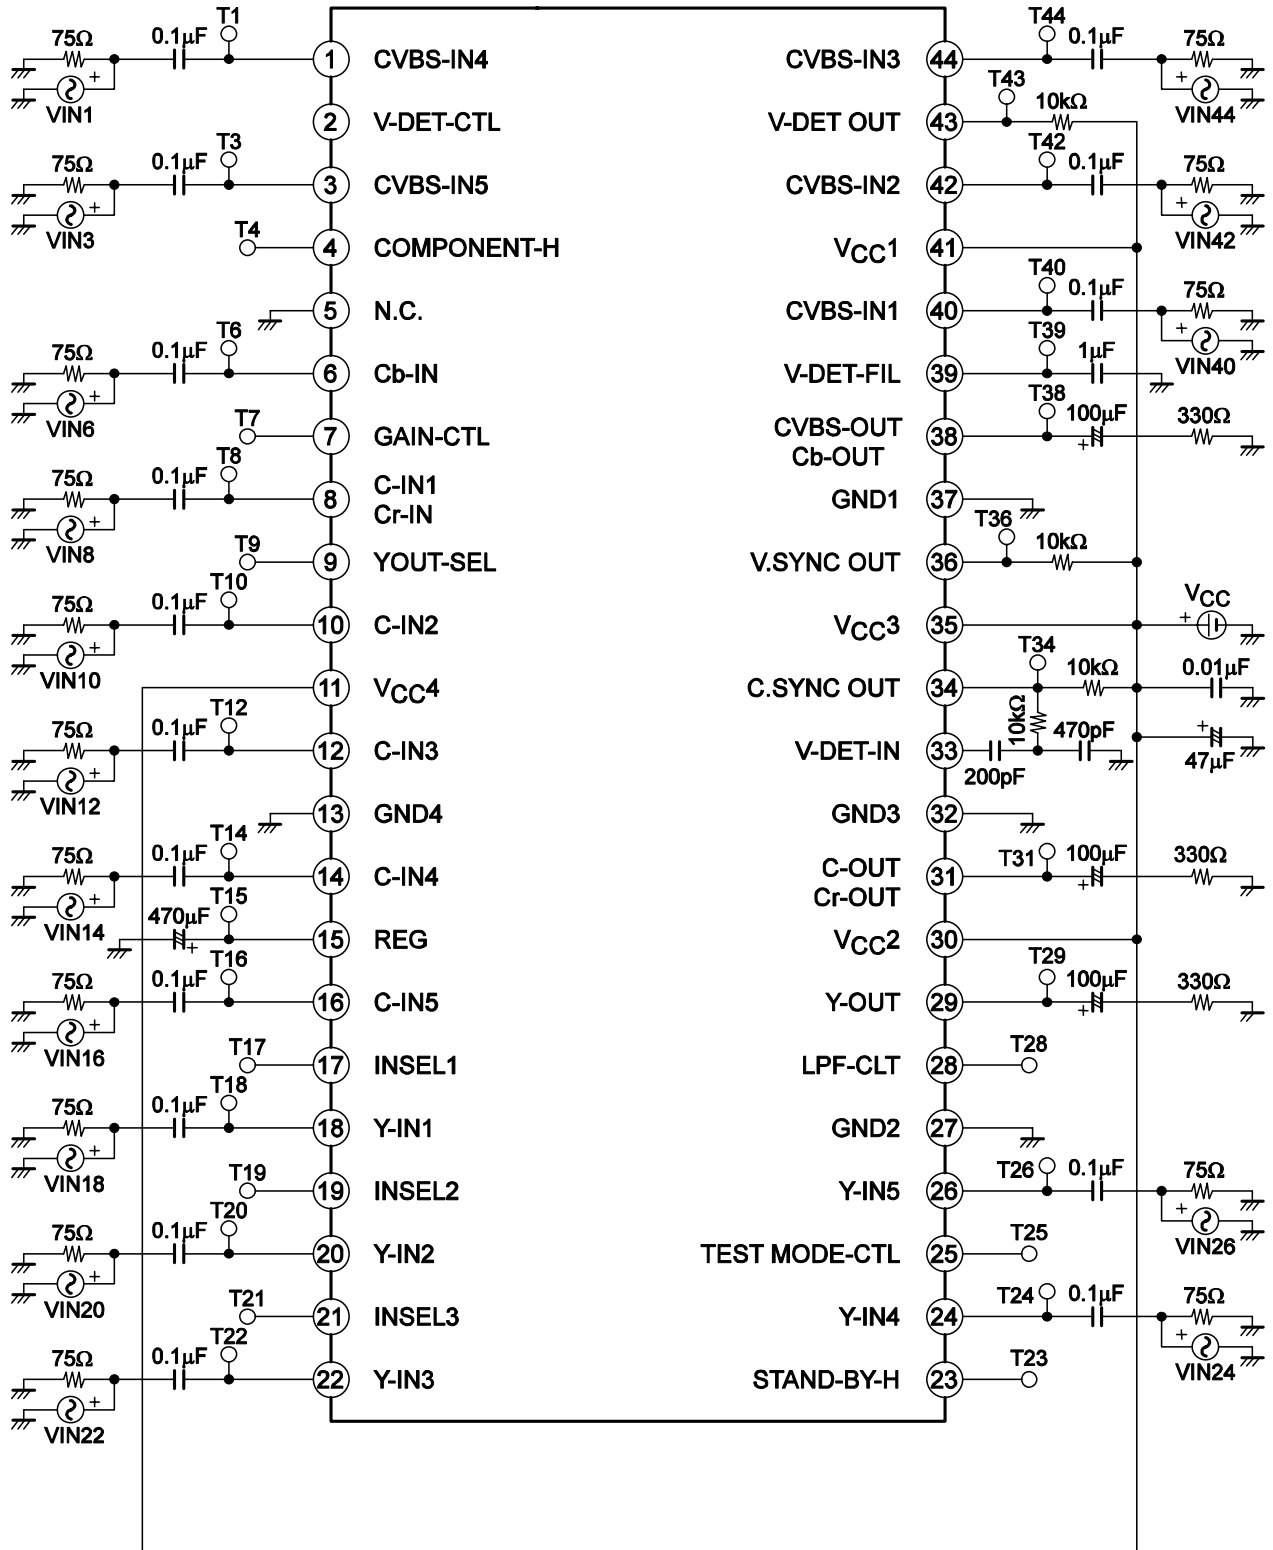 T1
75Ω 0.1µF
1 CVBS-IN4
VIN1
2 V-DET-CTL
T3
75Ω 0.1µF
3 CVBS-IN5
VIN3
T4
4 COMPONENT-H
5 N.C.
T6
75Ω 0.1µF
6 Cb-IN
VIN6
T7
7 GAIN-CTL
T8
75Ω 0.1µF
8 C-IN1
Cr-IN
VIN8
T9
9 YOUT-SEL
T10
75Ω 0.1µF
10 C-IN2
VIN10
11 VCC4
T12
75Ω 0.1µF
12 C-IN3
VIN12
13 GND4
T14
75Ω 0.1µF
14 C-IN4
VIN14
T15
470µF
+
15 REG
T16
75Ω 0.1µF
16 C-IN5
VIN16
T17
17 INSEL1
T18
75Ω 0.1µF
18 Y-IN1
VIN18
T19
19 INSEL2
T20
75Ω 0.1µF
20 Y-IN2
VIN20
T21
21 INSEL3
T22
75Ω 0.1µF
22 Y-IN3
VIN22
T44
0.1µF 75Ω
CVBS-IN3 44
VIN44
T43
10kΩ
V-DET OUT 43
T42
0.1µF 75Ω
CVBS-IN2 42
VIN42
VCC1 41
T40
0.1µF 75Ω
CVBS-IN1 40
VIN40
T39
1µF
V-DET-FIL 39
T38
100µF 330Ω
CVBS-OUT 38
Cb-OUT
+
GND1 37
T36
10kΩ
V.SYNC OUT 36
VCC
+
VCC3 35
T34
10kΩ 0.01µF
C.SYNC OUT 34
10kΩ
470pF
V-DET-IN 33
200pF
+
47µF
GND3 32
T31 100µF 330Ω
C-OUT 31
Cr-OUT
+
VCC2 30
T29
100µF 330Ω
Y-OUT 29
+
T28
LPF-CLT 28
GND2 27
T26 0.1µF 75Ω
Y-IN5 26
VIN26
T25
TEST MODE-CTL 25
T24 0.1µF 75Ω
Y-IN4 24
VIN24
T23
STAND-BY-H 23